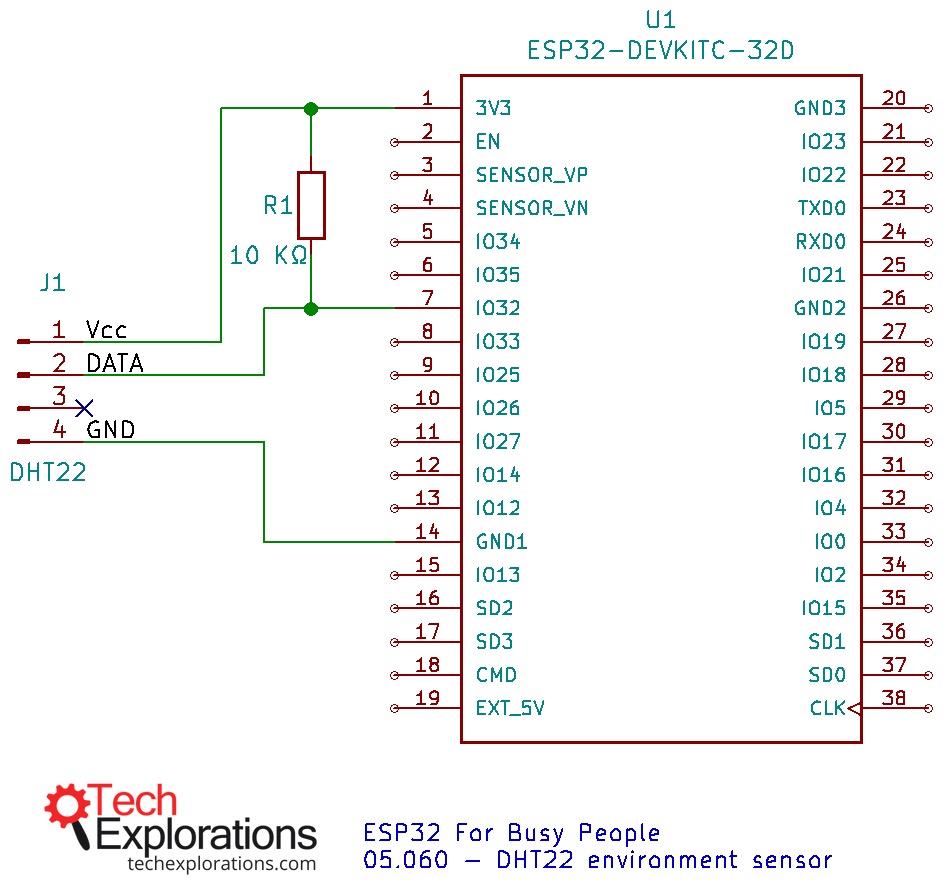 U1
ESP32-DEVKITC-32D
1 3V3
2 EN
3 SENSOR_VP
4 SENSOR_VN
5 IO34
6 IO35
7 IO32
8 IO33
9 IO25
10 IO26
11 IO27
12 IO14
13 IO12
14 GND1
15 IO13
16 SD2
17 SD3
18 CMD
19 EXT_5V
GND3 20
IO23 21
IO22 22
TXD0 23
RXD0 24
IO21 25
GND2 26
IO19 27
IO18 28
IO5 29
IO17 30
IO16 31
IO4 32
IO0 33
IO2 34
IO15 35
SD1 36
SD0 37
CLK 38
R1
10 KΩ
J1
1 Vcc
2 DATA
3
4 GND
DHT22
Tech
Explorations
techexplorations.com
ESP32 For Busy People
05.060 - DHT22 environment sensor